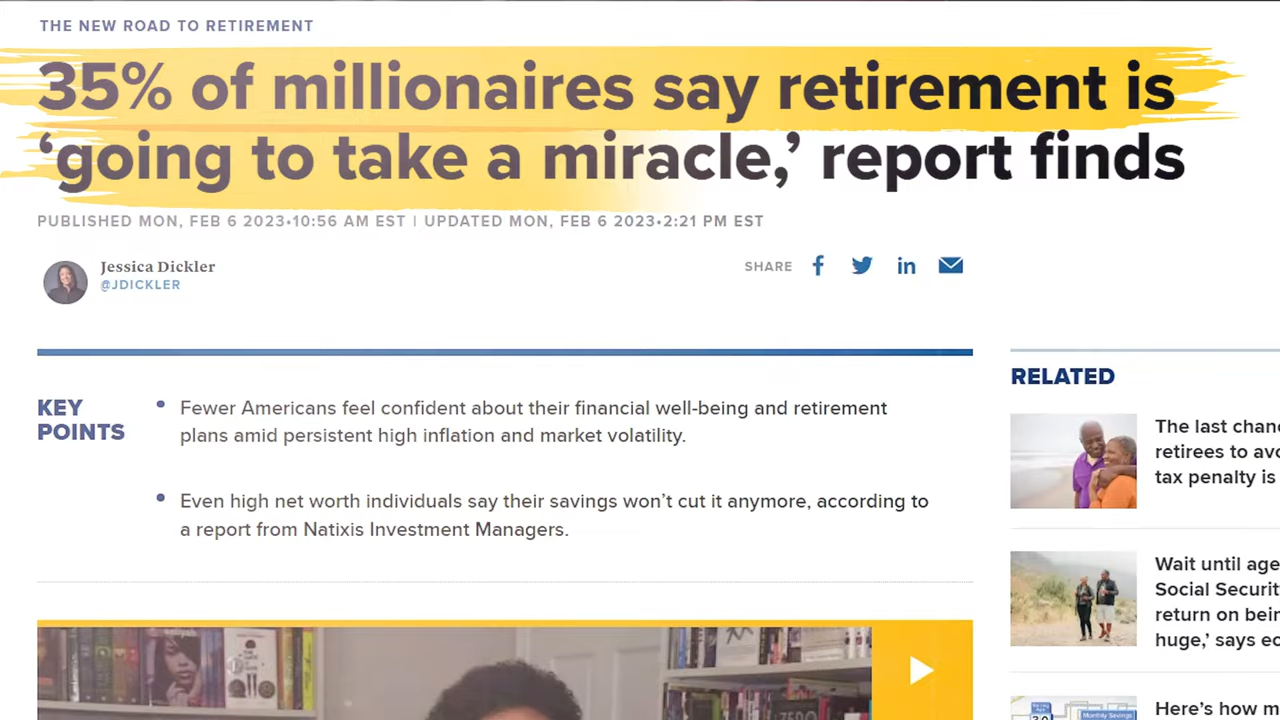 THE NEW ROAD TO RETIREMENT
35% of millionaires say retirement is
‘going to take a miracle,’ report finds
PUBLISHED MON, FEB 6 2023•10:56 AM EST | UPDATED MON, FEB 6 2023•2:21 PM EST
Jessica Dickler
@JDICKLER
SHARE
KEY
POINTS
• Fewer Americans feel confident about their financial well-being and retirement
plans amid persistent high inflation and market volatility.
• Even high net worth individuals say their savings won’t cut it anymore, according to
a report from Natixis Investment Managers.
RELATED
The last chanc
retirees to avo
tax penalty is
Wait until age
Social Securit
return on bein
huge,’ says ec
Here’s how m
Monthly Savings